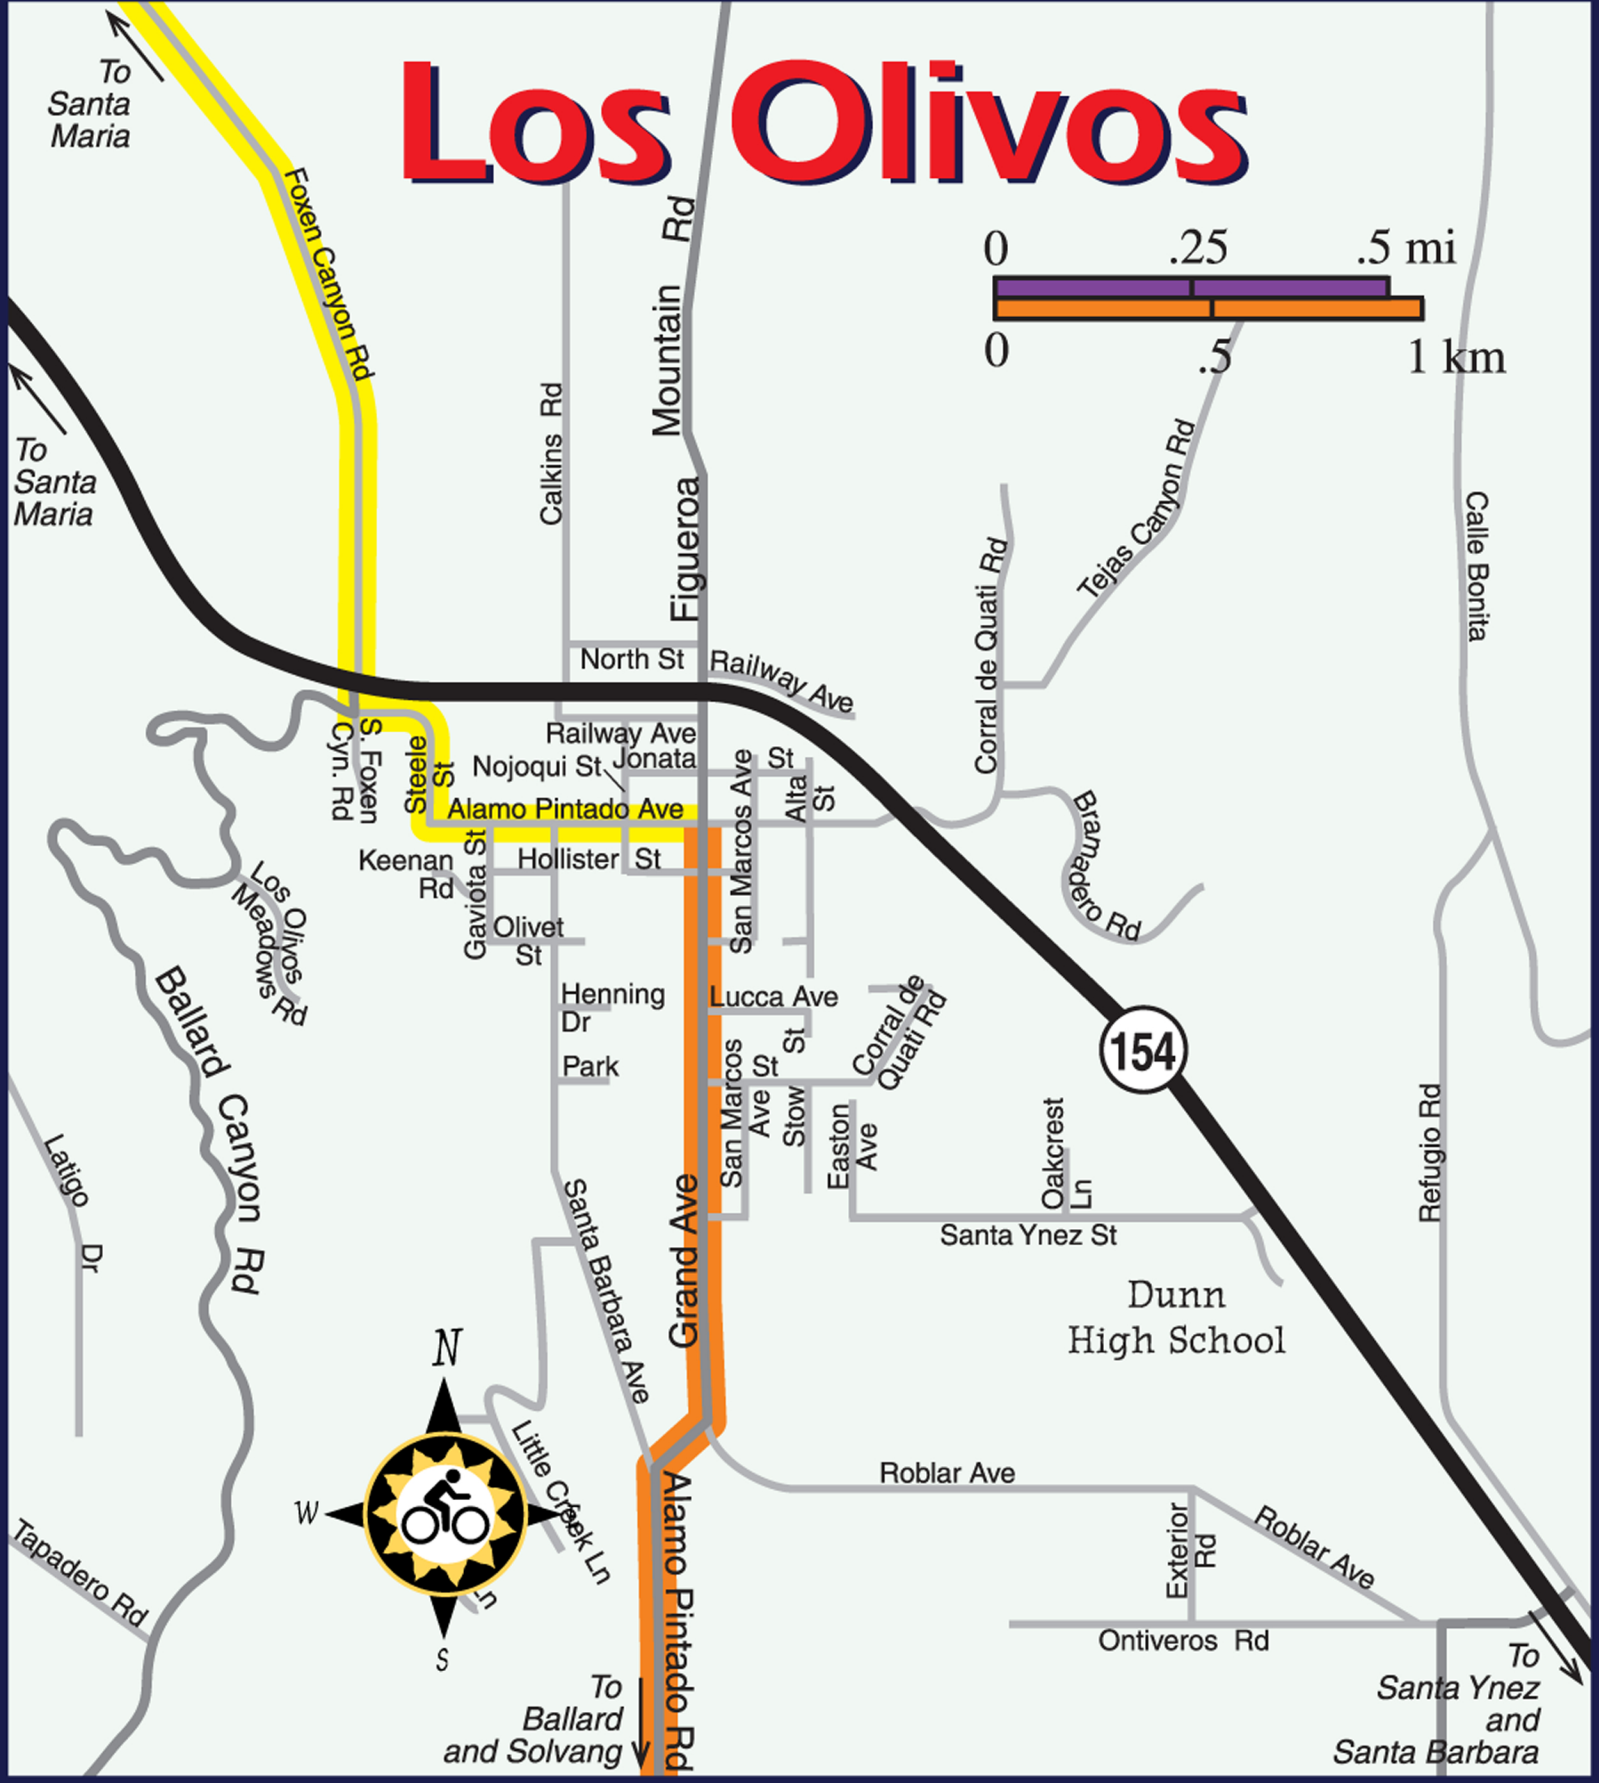 Los Olivos
To
Santa
Maria
Foxen Canyon Rd
Figueroa Mountain Rd
0 .25 .5 mi
0 .5 1 km
To
Santa
Maria
Calkins Rd
Tejas Canyon Rd
Corral de Quati Rd
Calle Bonita
North St
Railway Ave
Railway Ave
S. Foxen
Cyn. Rd
Steele
St
Nojoqui St
Jonata St
Alamo Pintado Ave
San Marcos Ave
Alta
St
Bramadero Rd
Keenan
Rd
Gaviota St
Hollister St
Olivet
St
Los Olivos
Meadows Rd
Ballard Canyon Rd
Henning
Dr
Park
Lucca Ave
St
Corral de
Quati Rd
San Marcos
Ave
St
Stow
Easton
Ave
Oakcrest
Ln
154
Refugio Rd
Latigo Dr
Santa Barbara Ave
Grand Ave
Santa Ynez St
Dunn
High School
N
W
S
Little Creek Ln
Ln
Roblar Ave
Roblar Ave
Exterior
Rd
Tapadero Rd
Alamo Pintado Rd
Ontiveros Rd
To
Ballard
and Solvang
To
Santa Ynez
and
Santa Barbara